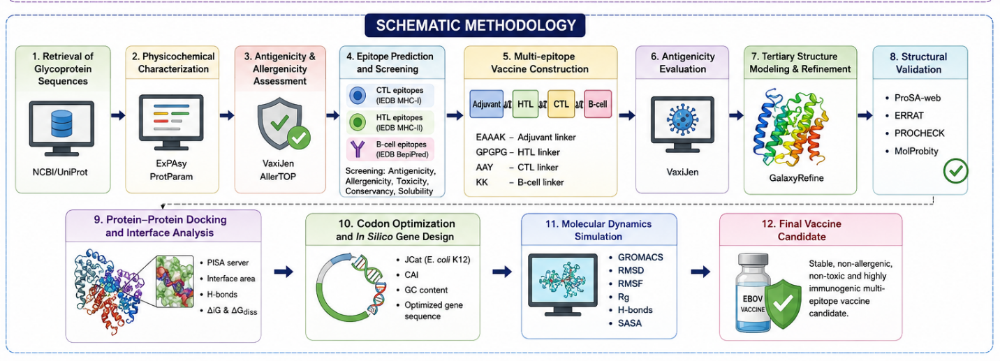 SCHEMATIC METHODOLOGY
1. Retrieval of
Glycoprotein
Sequences
NCBI/UniProt
2. Physicochemical
Characterization
ExPAsy
ProtParam
3. Antigenicity &
Allergenicity
Assessment
VaxiJen
AllerTOP
4. Epitope Prediction
and Screening
CTL epitopes
(IEDB MHC-I)
HTL epitopes
(IEDB MHC-II)
B-cell epitopes
(IEDB BepiPred)
Screening: Antigenicity,
Allergenicity, Toxicity,
Conservancy, Solubility
5. Multi-epitope
Vaccine Construction
Adjuvant HTL CTL B-cell
EAAAK – Adjuvant linker
GPGPG – HTL linker
AAY – CTL linker
KK – B-cell linker
6. Antigenicity
Evaluation
VaxiJen
7. Tertiary Structure
Modeling & Refinement
GalaxyRefine
8. Structural
Validation
• ProSA-web
• ERRAT
• PROCHECK
• MolProbity
9. Protein–Protein Docking
and Interface Analysis
• PISA server
• Interface area
• H-bonds
• ΔiG & ΔGdiss
10. Codon Optimization
and In Silico Gene Design
• JCat (E. coli K12)
• CAI
• GC content
• Optimized gene
sequence
11. Molecular Dynamics
Simulation
• GROMACS
• RMSD
• RMSF
• Rg
• H-bonds
• SASA
12. Final Vaccine
Candidate
EBOV
VACCINE
Stable, non-allergenic,
non-toxic and highly
immunogenic multi-
epitope vaccine
candidate.